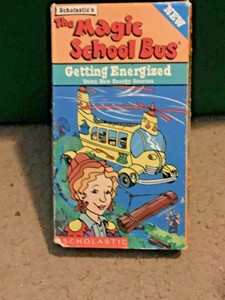 Scholastic's
NEW
The Magic
School Bus
Getting Energized
Using New Energy Sources
SCHOLASTIC